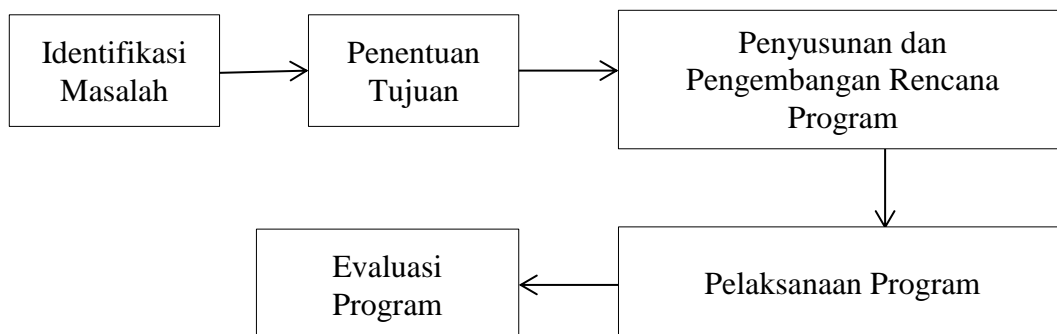 Identifikasi
Masalah
Penentuan
Tujuan
Penyusunan dan
Pengembangan Rencana
Program
Pelaksanaan Program
Evaluasi
Program